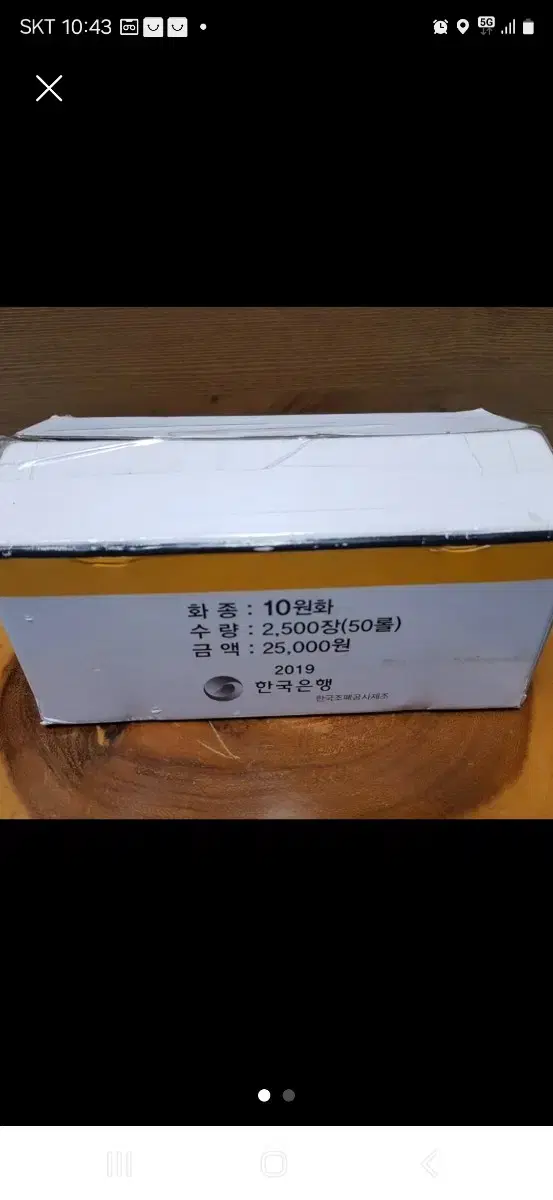 SKT 10:43
5G
화 종 : 10원화
수 량 : 2,500장(50롤)
금 액 : 25,000원
2019
한국은행
한국조폐공사제조